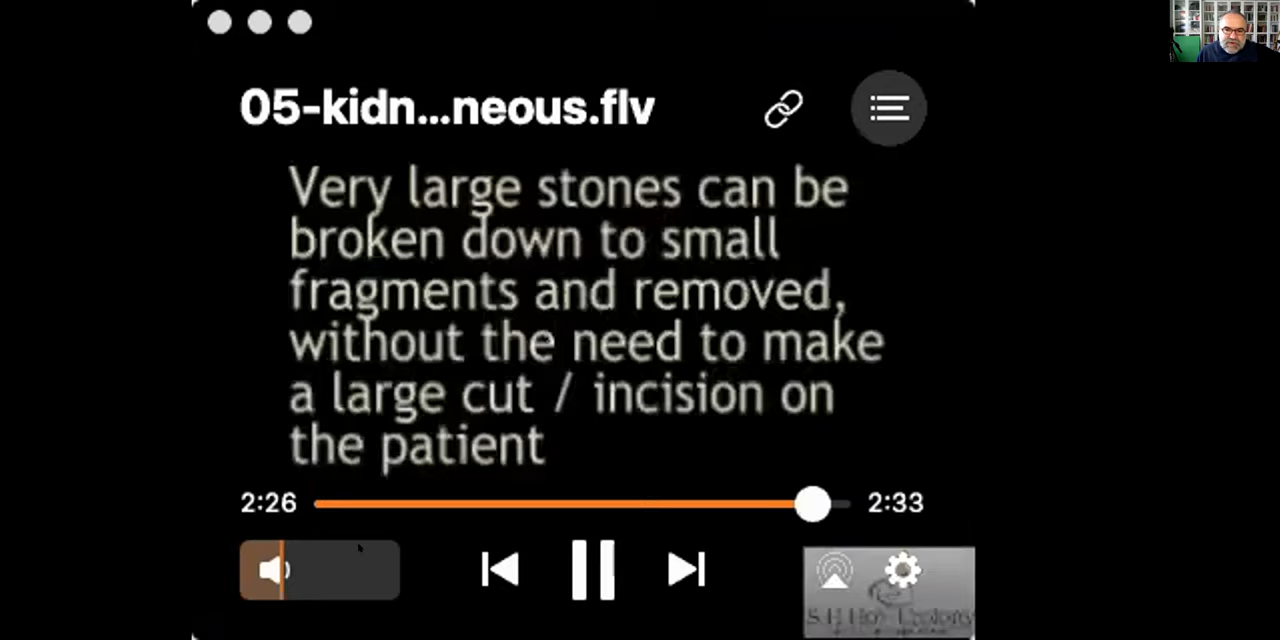 05-kidn...neous.flv
Very large stones can be
broken down to small
fragments and removed,
without the need to make
a large cut / incision on
the patient
2:26
2:33